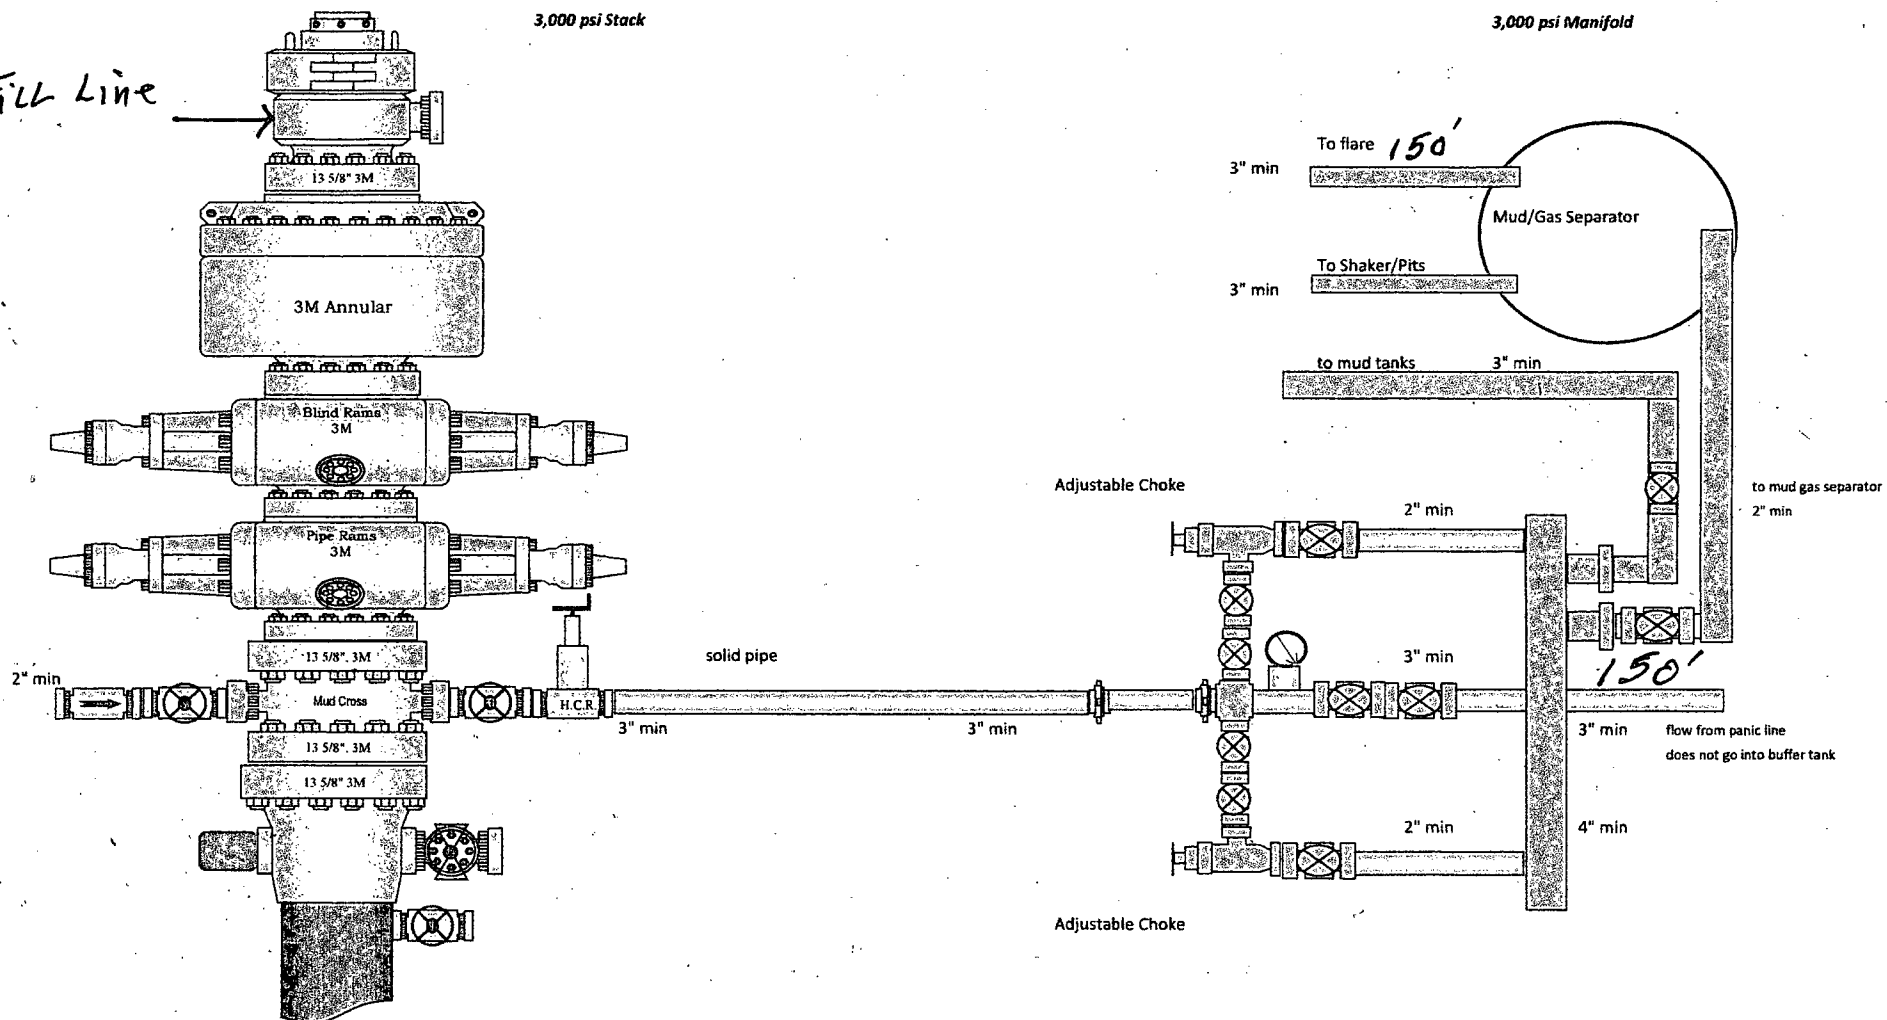 3,000 psi Stack
3,000 psi Manifold
Fill Line
13 5/8" 3M
3M Annular
Blind Rams
3M
Pipe Rams
3M
13 5/8". 3M
2" min
Mud Cross
H.C.R.
13 5/8". 3M
13 5/8" 3M
solid pipe
3" min
3" min
To flare 150'
3" min
Mud/Gas Separator
To Shaker/Pits
3" min
to mud tanks
3" min
Adjustable Choke
2" min
to mud gas separator
2" min
3" min
150'
3" min
flow from panic line
does not go into buffer tank
2" min
4" min
Adjustable Choke